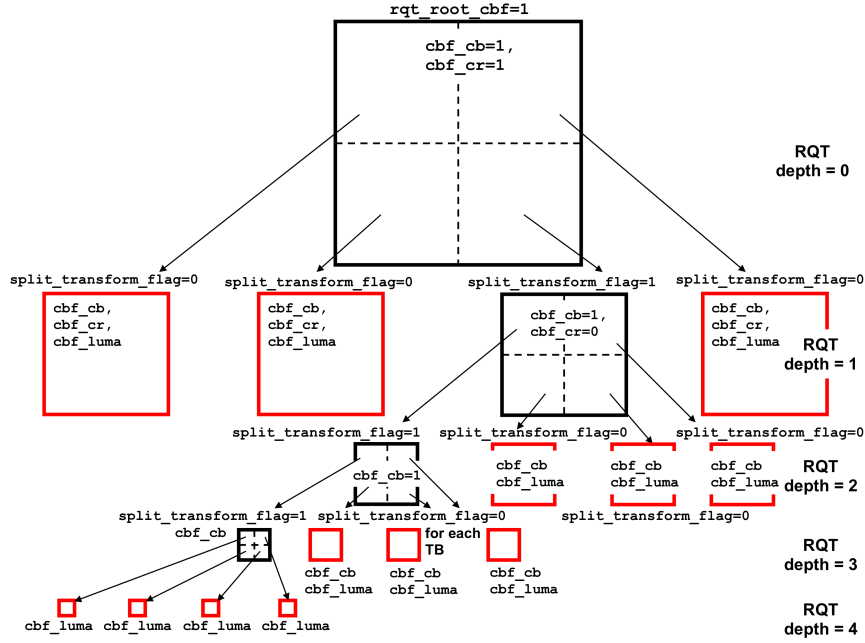 rqt_root_cbf=1
cbf_cb=1,
cbf_cr=1
RQT
depth = 0
split_transform_flag=0
split_transform_flag=0
split_transform_flag=1
split_transform_flag=0
cbf_cb,
cbf_cr,
cbf_luma
cbf_cb,
cbf_cr,
cbf_luma
cbf_cb=1,
cbf_cr=0
cbf_cb,
cbf_cr,
cbf_luma
RQT
depth = 1
split_transform_flag=1
split_transform_flag=0
split_transform_flag=0
cbf_cb=1
cbf_cb
cbf_luma
cbf_cb
cbf_luma
cbf_cb
cbf_luma
RQT
depth = 2
split_transform_flag=1
split_transform_flag=0
split_transform_flag=0
cbf_cb
for each
TB
cbf_cb
cbf_luma
cbf_cb
cbf_luma
cbf_cb
cbf_luma
RQT
depth = 3
cbf_luma
cbf_luma
cbf_luma
cbf_luma
RQT
depth = 4